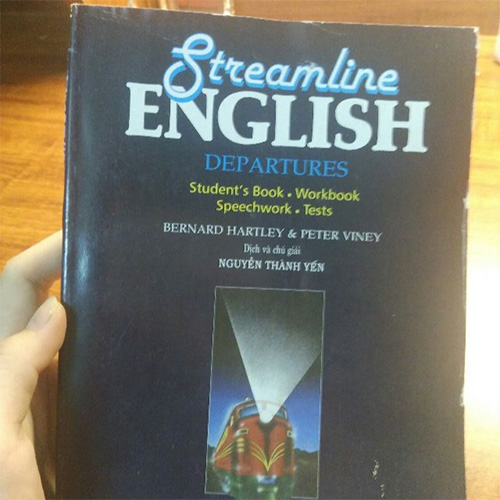 Streamline
ENGLISH
DEPARTURES
Student's Book • Workbook
Speechwork • Tests
BERNARD HARTLEY & PETER VINEY
Dịch và chú giải
NGUYỄN THÀNH YẾN